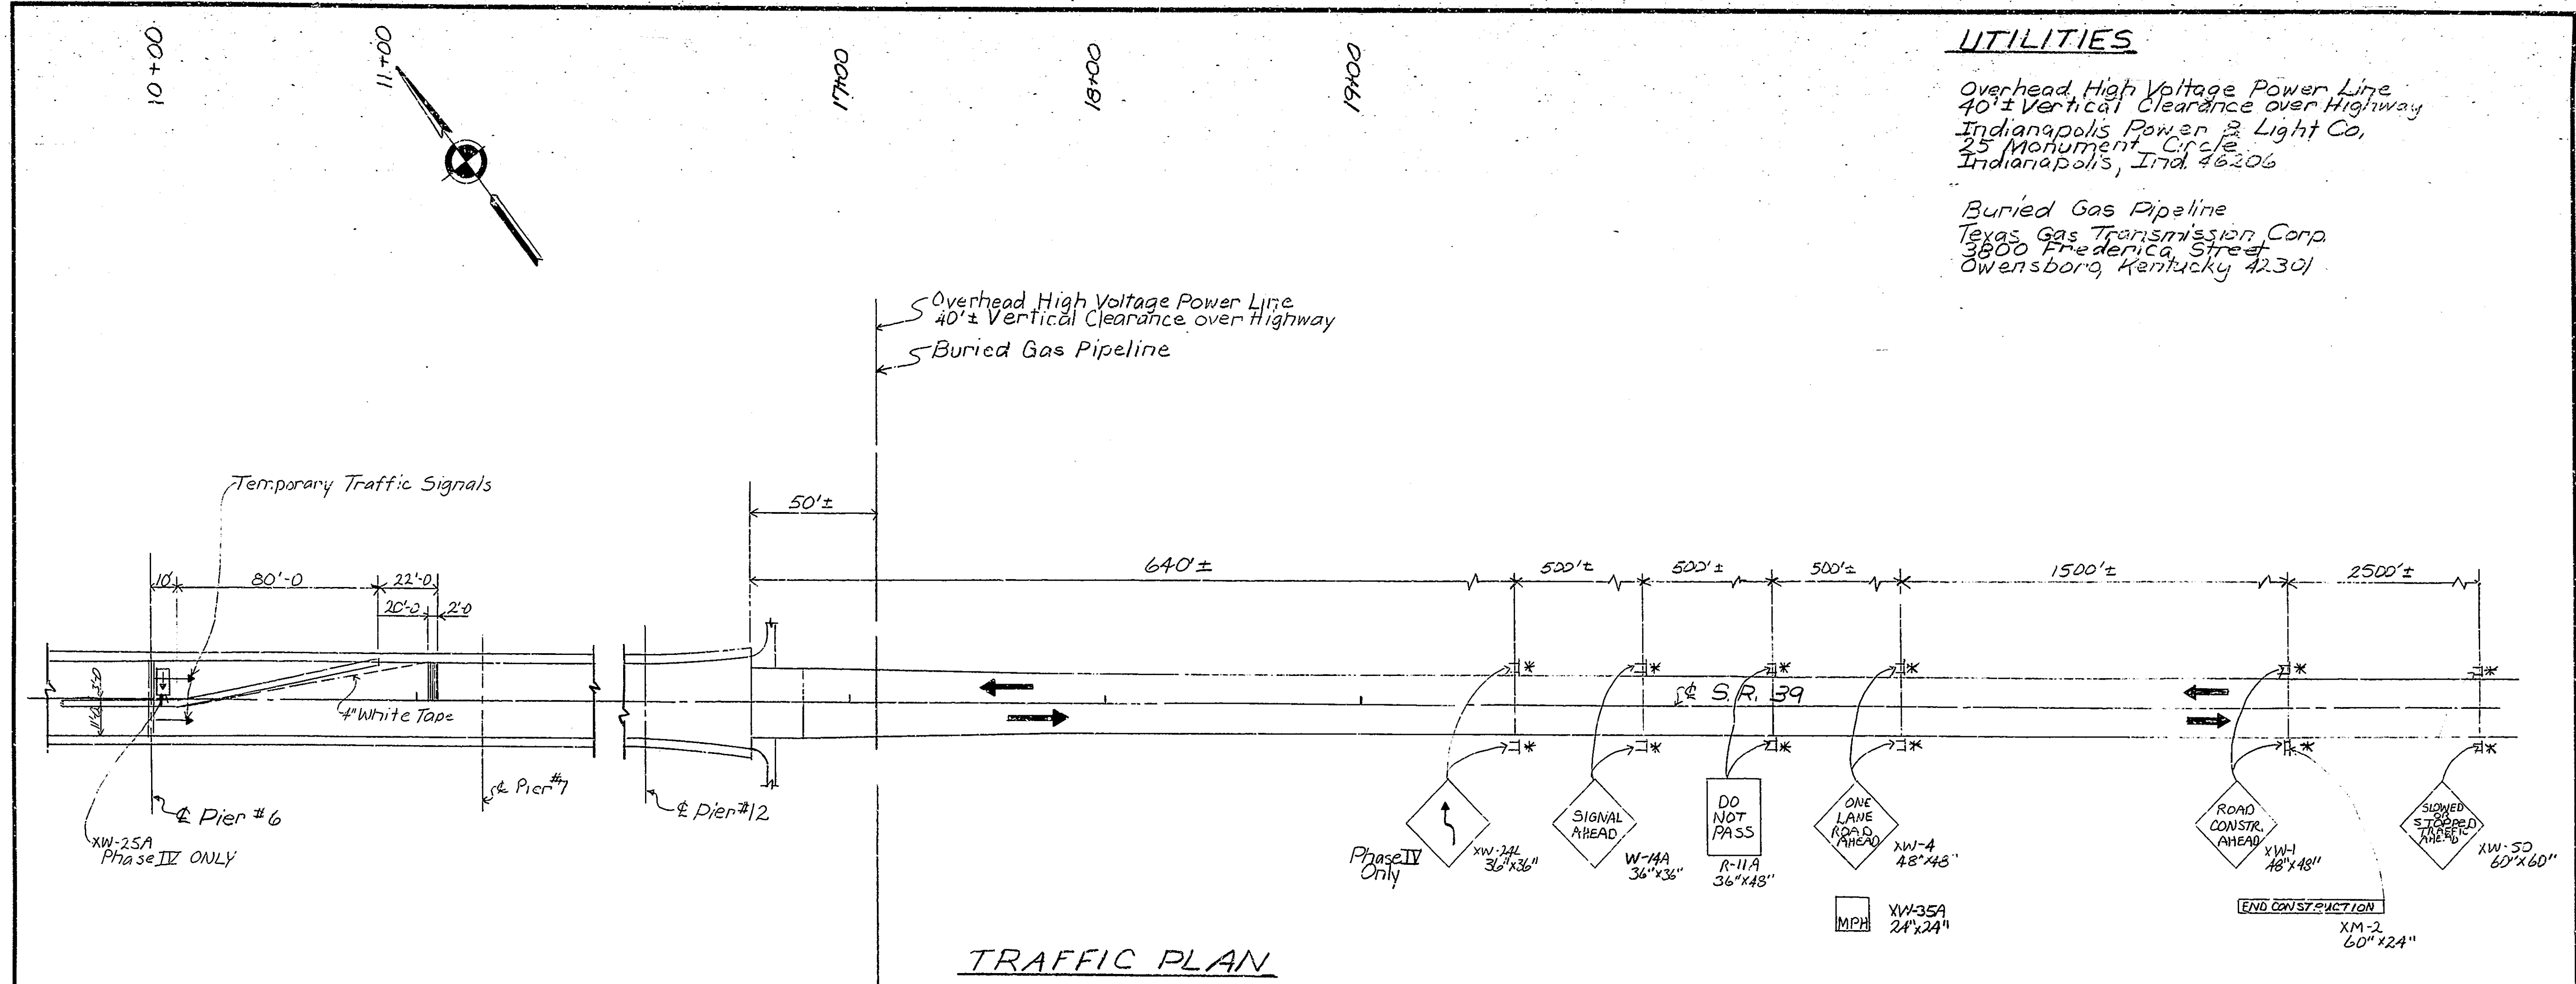 10+00
11+00
17+00
18+00
19+00
UTILITIES
Overhead High Voltage Power Line
40'± Vertical Clearance over Highway
Indianapolis Power & Light Co,
25 Monument Circle
Indianapolis, Ind. 46206
Buried Gas Pipeline
Texas Gas Transmission Corp.
3800 Frederica Street
Owensboro, Kentucky 42301
Overhead High Voltage Power Line
40'± Vertical Clearance over Highway
Buried Gas Pipeline
Temporary Traffic Signals
50'±
10' 80'-0 22'-0
20'-0 2'-0
640'± 500'± 500'± 500'± 1500'± 2500'±
11'-0
4" White Tape
℄ S.R. 39
℄ Pier #6
℄ Pier #7
℄ Pier #12
XW-25A
Phase IV ONLY
Phase IV
Only
XW-24L
36"x36"
SIGNAL
AHEAD
W-14A
36"x36"
DO
NOT
PASS
R-11A
36"x48"
ONE
LANE
ROAD
AHEAD
XW-4
48"x48"
MPH
XW-35A
24"x24"
ROAD
CONSTR.
AHEAD
XW-1
48"x48"
END CONSTRUCTION
XM-2
60"x24"
SLOWED
OR
STOPPED
TRAFFIC
AHEAD
XW-50
60"x60"
TRAFFIC PLAN